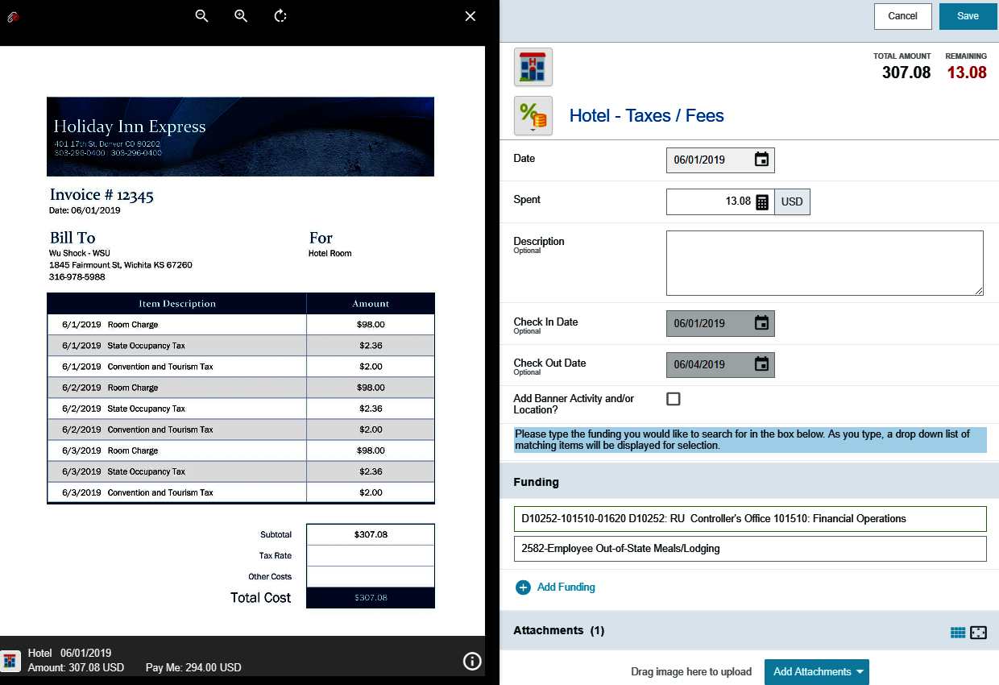 Holiday Inn Express
401 17th St, Denver CO 80202
303-296-0400 | 303-296-0400
Invoice # 12345
Date: 06/01/2019
Bill To
For
Wu Shock - WSU
Hotel Room
1845 Fairmount St, Wichita KS 67260
316-978-5988
Item Description Amount
6/1/2019 Room Charge $98.00
6/1/2019 State Occupancy Tax $2.36
6/1/2019 Convention and Tourism Tax $2.00
6/2/2019 Room Charge $98.00
6/2/2019 State Occupancy Tax $2.36
6/2/2019 Convention and Tourism Tax $2.00
6/3/2019 Room Charge $98.00
6/3/2019 State Occupancy Tax $2.36
6/3/2019 Convention and Tourism Tax $2.00
Subtotal $307.08
Tax Rate
Other Costs
Total Cost $307.08
Hotel 06/01/2019
Amount: 307.08 USD Pay Me: 294.00 USD
Cancel Save
TOTAL AMOUNT REMAINING
307.08 13.08
H
% Hotel - Taxes / Fees
Date 06/01/2019
Spent 13.08 USD
Description
Optional
Check In Date 06/01/2019
Optional
Check Out Date 06/04/2019
Optional
Add Banner Activity and/or
Location?
Please type the funding you would like to search for in the box below. As you type, a drop down list of
matching items will be displayed for selection.
Funding
D10252-101510-01620 D10252: RU Controller's Office 101510: Financial Operations
2582-Employee Out-of-State Meals/Lodging
Add Funding
Attachments (1)
Drag image here to upload Add Attachments